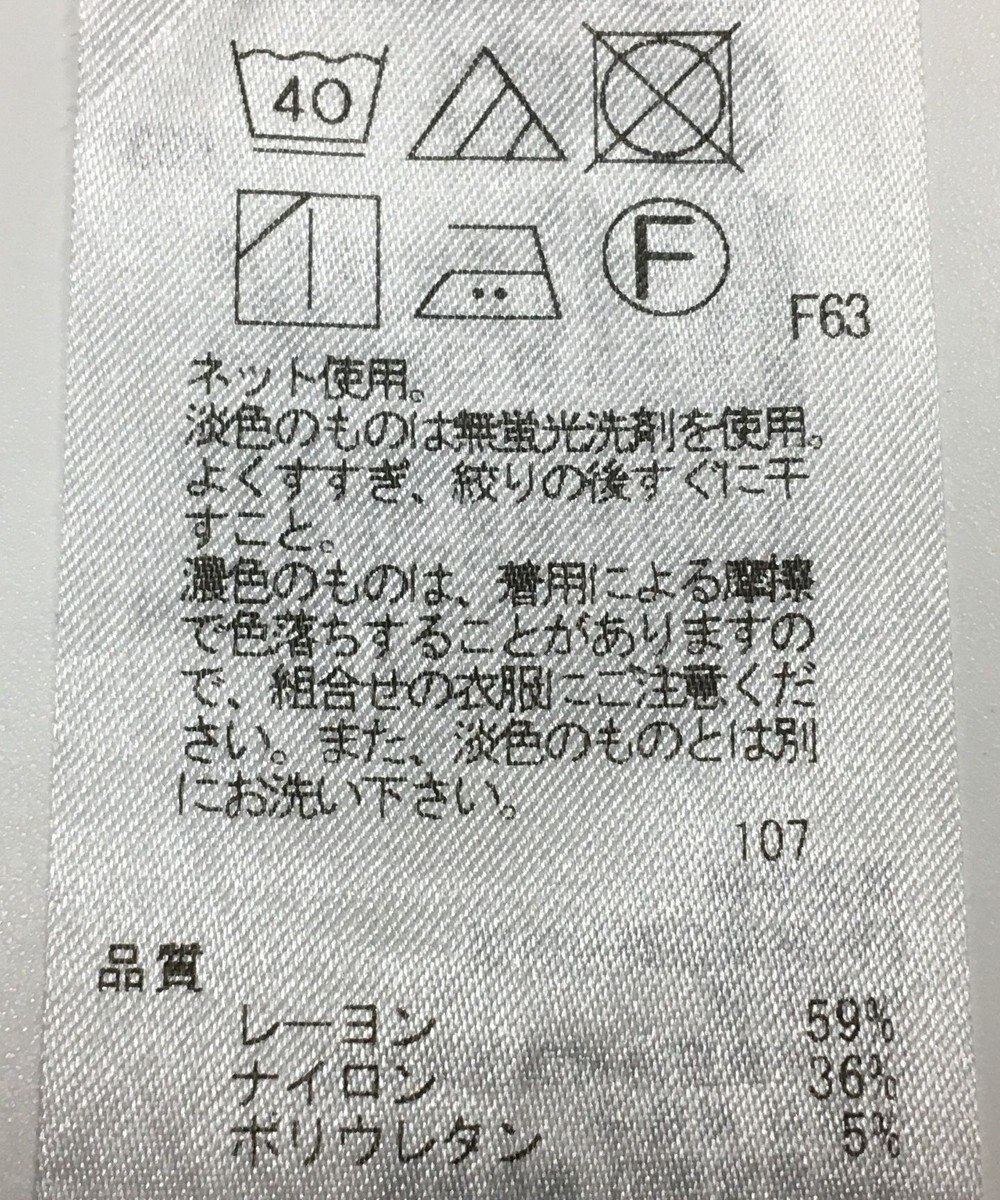 40
F
F63
ネット使用。
淡色のものは無蛍光洗剤を使用。
よくすすぎ、絞りの後すぐに干
すこと。
濃色のものは、着用による摩擦
で色落ちすることがありますの
で、組合せの衣服にご注意くだ
さい。また、淡色のものとは別
にお洗い下さい。
107
品質
レーヨン 59%
ナイロン 36%
ポリウレタン 5%